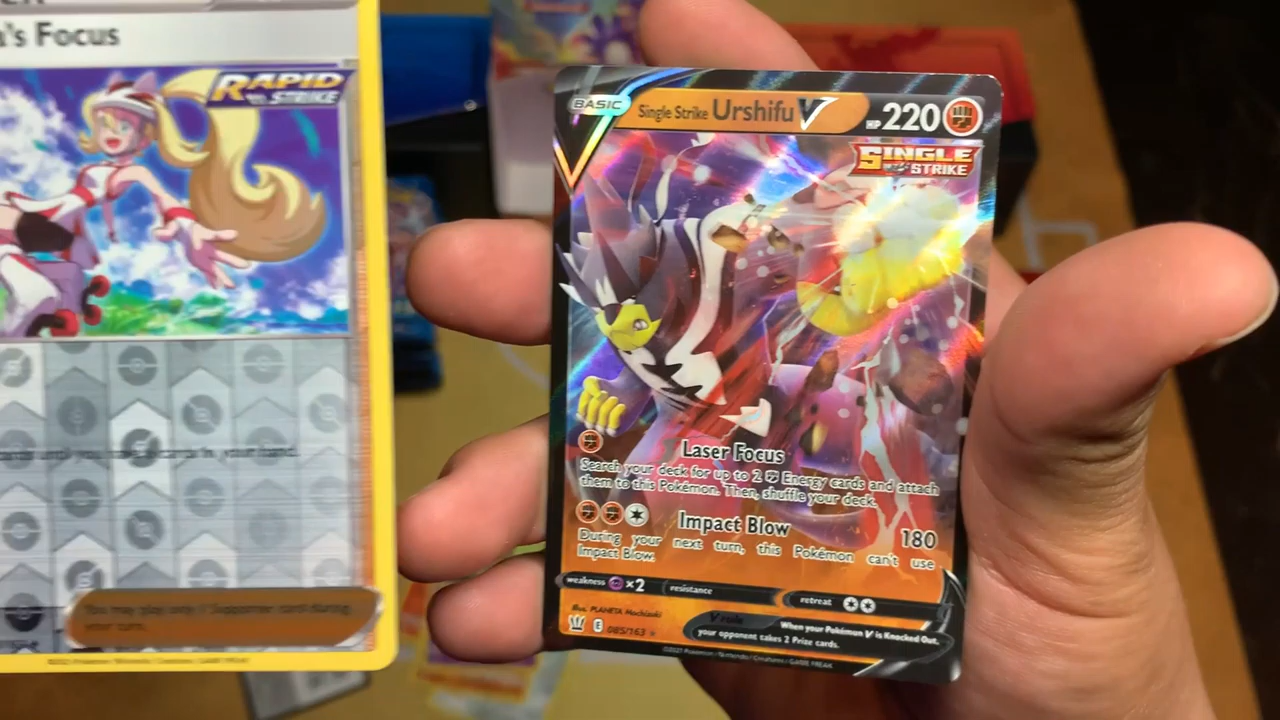 's Focus
RAPID
STRIKE
cards in your hand.
You may play only 1 Supporter card during
your turn.
BASIC
Single Strike Urshifu V
HP 220
SINGLE
STRIKE
Laser Focus
Search your deck for up to 2 Energy cards and attach
them to this Pokémon. Then, shuffle your deck.
Impact Blow 180
During your next turn, this Pokémon can't use
Impact Blow.
weakness ×2 resistance retreat
Illus. PLANETA Mochizuki
E 085/163
V rule When your Pokémon V is Knocked Out,
your opponent takes 2 Prize cards.
©2021 Pokémon / Nintendo / Creatures / GAME FREAK